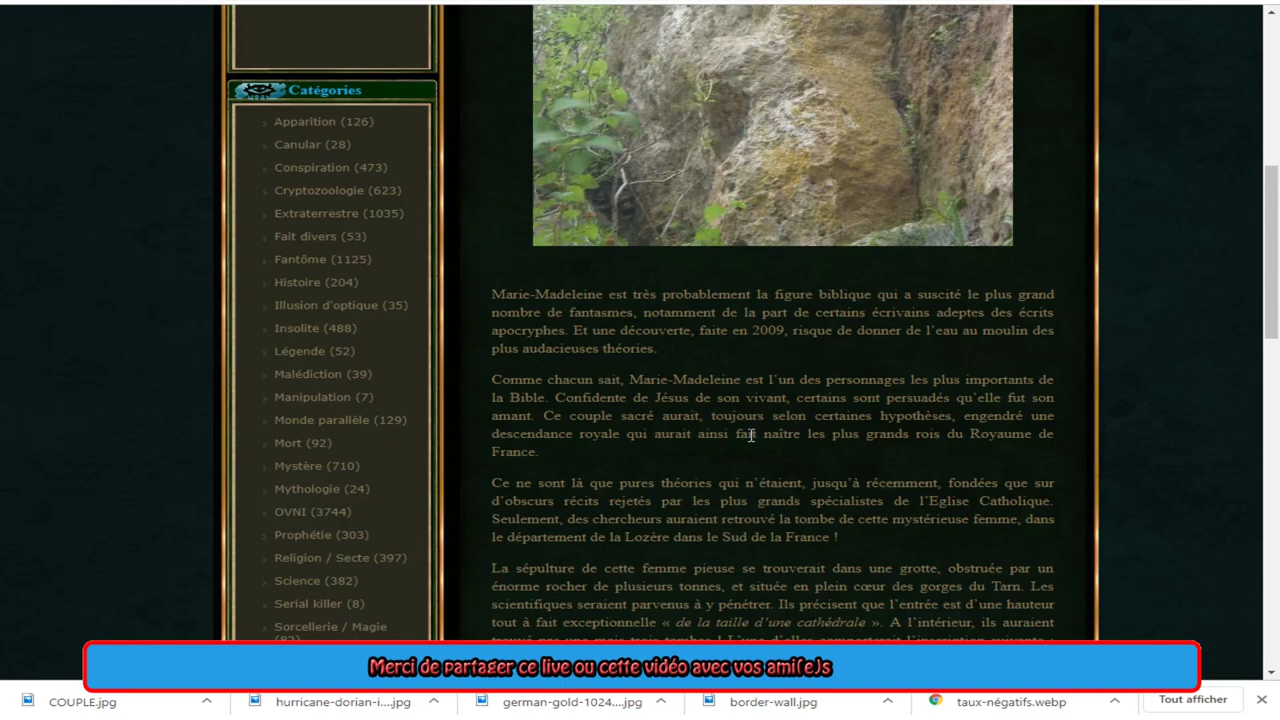 Catégories
Apparition (126)
Canular (28)
Conspiration (473)
Cryptozoologie (623)
Extraterrestre (1035)
Fait divers (53)
Fantôme (1125)
Histoire (204)
Illusion d'optique (35)
Insolite (488)
Légende (52)
Malédiction (39)
Manipulation (7)
Monde parallèle (129)
Mort (92)
Mystère (710)
Mythologie (24)
OVNI (3744)
Prophétie (303)
Religion / Secte (397)
Science (382)
Serial killer (8)
Sorcellerie / Magie
Marie-Madeleine est très probablement la figure biblique qui a suscité le plus grand
nombre de fantasmes, notamment de la part de certains écrivains adeptes des écrits
apocryphes. Et une découverte, faite en 2009, risque de donner de l'eau au moulin des
plus audacieuses théories.
Comme chacun sait, Marie-Madeleine est l'un des personnages les plus importants de
la Bible. Confidente de Jésus de son vivant, certains sont persuadés qu'elle fut son
amant. Ce couple sacré aurait, toujours selon certaines hypothèses, engendré une
descendance royale qui aurait ainsi fait naître les plus grands rois du Royaume de
France.
Ce ne sont là que pures théories qui n'étaient, jusqu'à récemment, fondées que sur
d'obscurs récits rejetés par les plus grands spécialistes de l'Eglise Catholique.
Seulement, des chercheurs auraient retrouvé la tombe de cette mystérieuse femme, dans
le département de la Lozère dans le Sud de la France !
La sépulture de cette femme pieuse se trouverait dans une grotte, obstruée par un
énorme rocher de plusieurs tonnes, et située en plein cœur des gorges du Tarn. Les
scientifiques seraient parvenus à y pénétrer. Ils précisent que l'entrée est d'une hauteur
tout à fait exceptionnelle « de la taille d'une cathédrale ». A l'intérieur, ils auraient
Merci de partager ce live ou cette vidéo avec vos ami(e)s
COUPLE.jpg
hurricane-dorian-i....jpg
german-gold-1024....jpg
border-wall.jpg
taux-négatifs.webp
Tout afficher